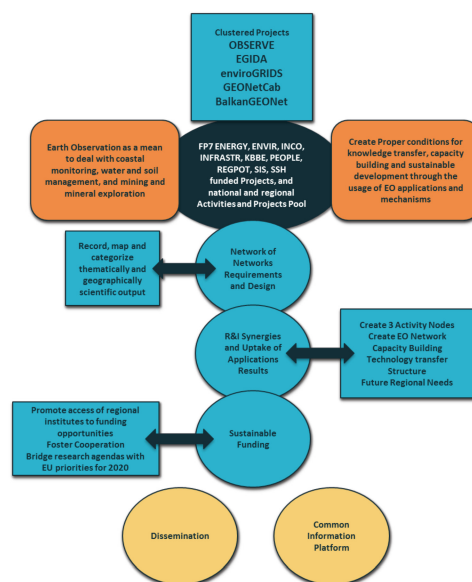 Clustered Projects
OBSERVE
EGIDA
enviroGRIDS
GEONetCab
BalkanGEONet
Earth Observation as a mean
to deal with coastal
monitoring, water and soil
management, and mining and
mineral exploration
FP7 ENERGY, ENVIR, INCO,
INFRASTR, KBBE, PEOPLE,
REGPOT, SIS, SSH
funded Projects, and
national and regional
Activities and Projects Pool
Create Proper conditions for
knowledge transfer, capacity
building and sustainable
development through the
usage of EO applications and
mechanisms
Record, map and
categorize
thematically and
geographically
scientific output
Network of
Networks
Requirements
and Design
R&I Synergies
and Uptake of
Applications
Results
Create 3 Activity Nodes
Create EO Network
Capacity Building
Technology transfer
Structure
Future Regional Needs
Promote access of regional
institutes to funding
opportunities
Foster Cooperation
Bridge research agendas with
EU priorities for 2020
Sustainable
Funding
Dissemination
Common
Information
Platform